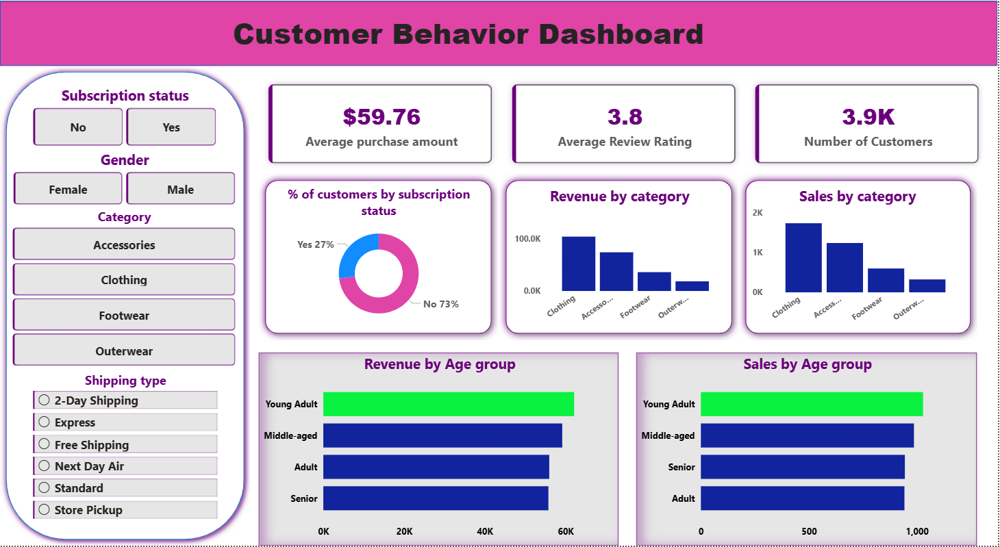 Customer Behavior Dashboard
Subscription status
No
Yes
Gender
Female
Male
Category
Accessories
Clothing
Footwear
Outerwear
Shipping type
2-Day Shipping
Express
Free Shipping
Next Day Air
Standard
Store Pickup
$59.76
Average purchase amount
3.8
Average Review Rating
3.9K
Number of Customers
% of customers by subscription
status
Yes 27%
No 73%
Revenue by category
100.0K
0.0K
Clothing
Accesso...
Footwear
Outerw...
Sales by category
2K
1K
0K
Clothing
Access...
Footwear
Outerw...
Revenue by Age group
Young Adult
Middle-aged
Adult
Senior
0K
20K
40K
60K
Sales by Age group
Young Adult
Middle-aged
Senior
Adult
0
500
1,000